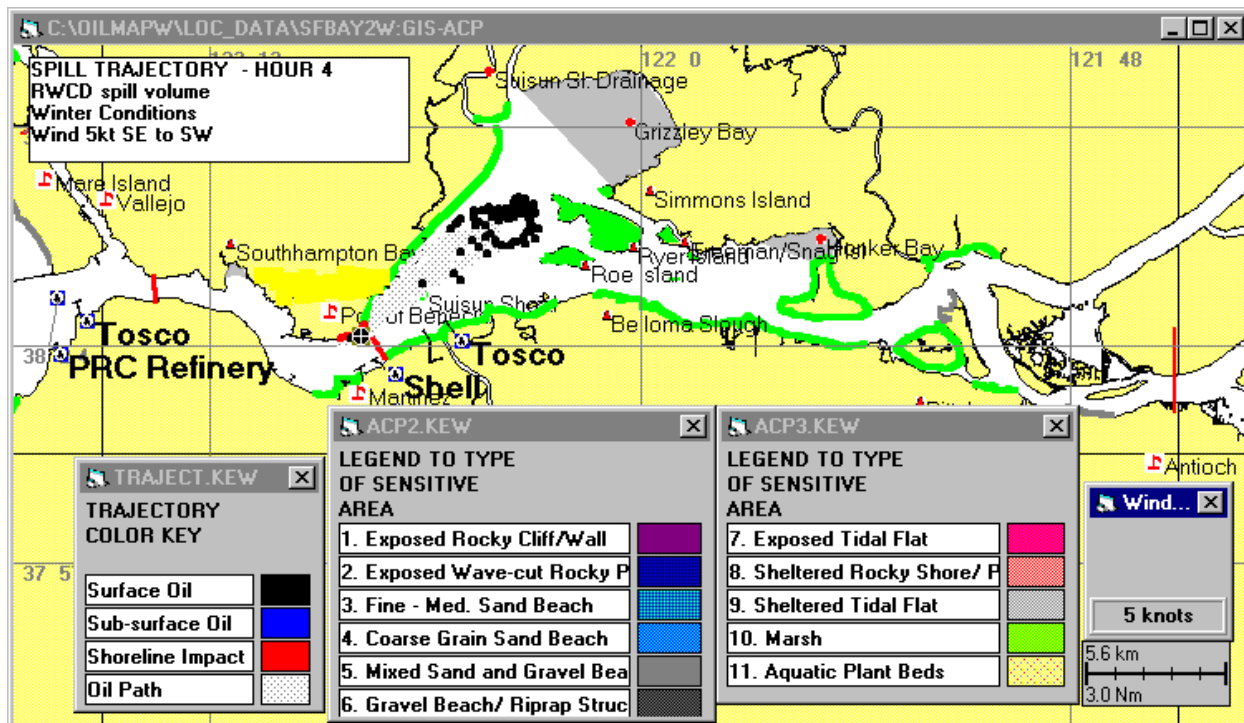 C:\OILMAPW\LOC_DATA\SFBAY2W:GIS-ACP
122 12
122 0
121 48
SPILL TRAJECTORY - HOUR 4
RWCD spill volume
Winter Conditions
Wind 5kt SE to SW
Suisun St. Drainage
Grizzley Bay
Mare Island
Vallejo
Simmons Island
Southhampton Bay
Honker Bay
Ryer Island
Roe Island
Suisun
Port of
Belloma Slough
Tosco
Tosco
PRC Refinery
Shell
Martinez
Antioch
37 5
TRAJECT.KEW
TRAJECTORY
COLOR KEY
Surface Oil
Sub-surface Oil
Shoreline Impact
Oil Path
ACP2.KEW
LEGEND TO TYPE
OF SENSITIVE
AREA
1. Exposed Rocky Cliff/Wall
2. Exposed Wave-cut Rocky P
3. Fine - Med. Sand Beach
4. Coarse Grain Sand Beach
5. Mixed Sand and Gravel Bea
6. Gravel Beach/ Riprap Struc
ACP3.KEW
LEGEND TO TYPE
OF SENSITIVE
AREA
7. Exposed Tidal Flat
8. Sheltered Rocky Shore/ P
9. Sheltered Tidal Flat
10. Marsh
11. Aquatic Plant Beds
Wind...
5 knots
5.6 km
3.0 Nm